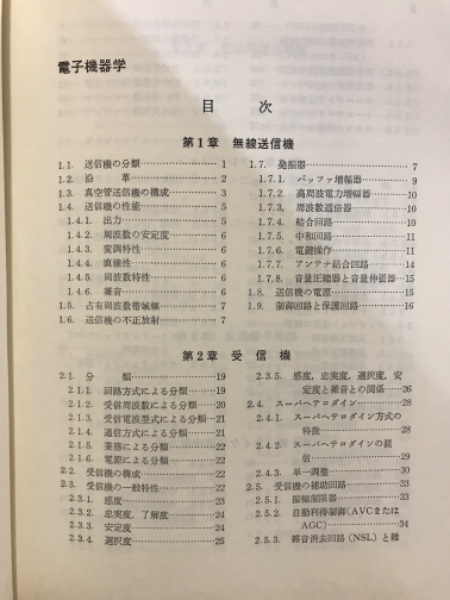 電子機器学
目 次
第1章 無線送信機
1.1. 送信機の分類 1
1.2. 沿 革 2
1.3. 真空管送信機の構成 3
1.4. 送信機の性能 5
1.4.1. 出力 5
1.4.2. 周波数の安定度 6
1.4.3. 変調特性 6
1.4.4. 直線性 6
1.4.5. 周波数特性 6
1.4.6. 雑音 6
1.5. 占有周波数帯域幅 7
1.6. 送信機の不正放射 7
1.7. 発振器 7
1.7.1. バッファ増幅器 9
1.7.2 高周波電力増幅器 10
1.7.3. 周波数逓倍器 10
1.7.4. 結合回路 10
1.7.5. 中和回路 11
1.7.6. 電鍵操作 11
1.7.7. アンテナ結合回路 14
1.7.8. 音量圧縮器と音量伸張器 15
1.8. 送信機の電源 15
1.9. 制御回路と保護回路 16
第2章 受信機
2.1. 分 類 19
2.1.1. 回路方式による分類 19
2.1.2. 受信周波数による分類 20
2.1.3. 受信電波型式による分類 21
2.1.4. 通信方式による分類 21
2.1.5. 業務による分類 22
2.1.6. 電源による分類 22
2.2. 受信機の構成 22
2.3. 受信機の一般特性 22
2.3.1. 感度 23
2.3.2. 忠実度,了解度 24
2.3.3. 安定度 24
2.3.4. 選択度 25
2.3.5. 感度,忠実度,選択度,安
定度と雑音との関係 26
2.4. スーパヘテロダイン 28
2.4.1. スーパヘテロダイン方式の
特徴 28
2.4.2 スーパヘテロダインの混
信 29
2.4.3. 単一調整 30
2.5. 受信機の補助回路 33
2.5.1. 振幅制限器 33
2.5.2. 自動利得制御(AVCまたは
AGC) 34
2.5.3 雑音消去回路(NSL)と雑